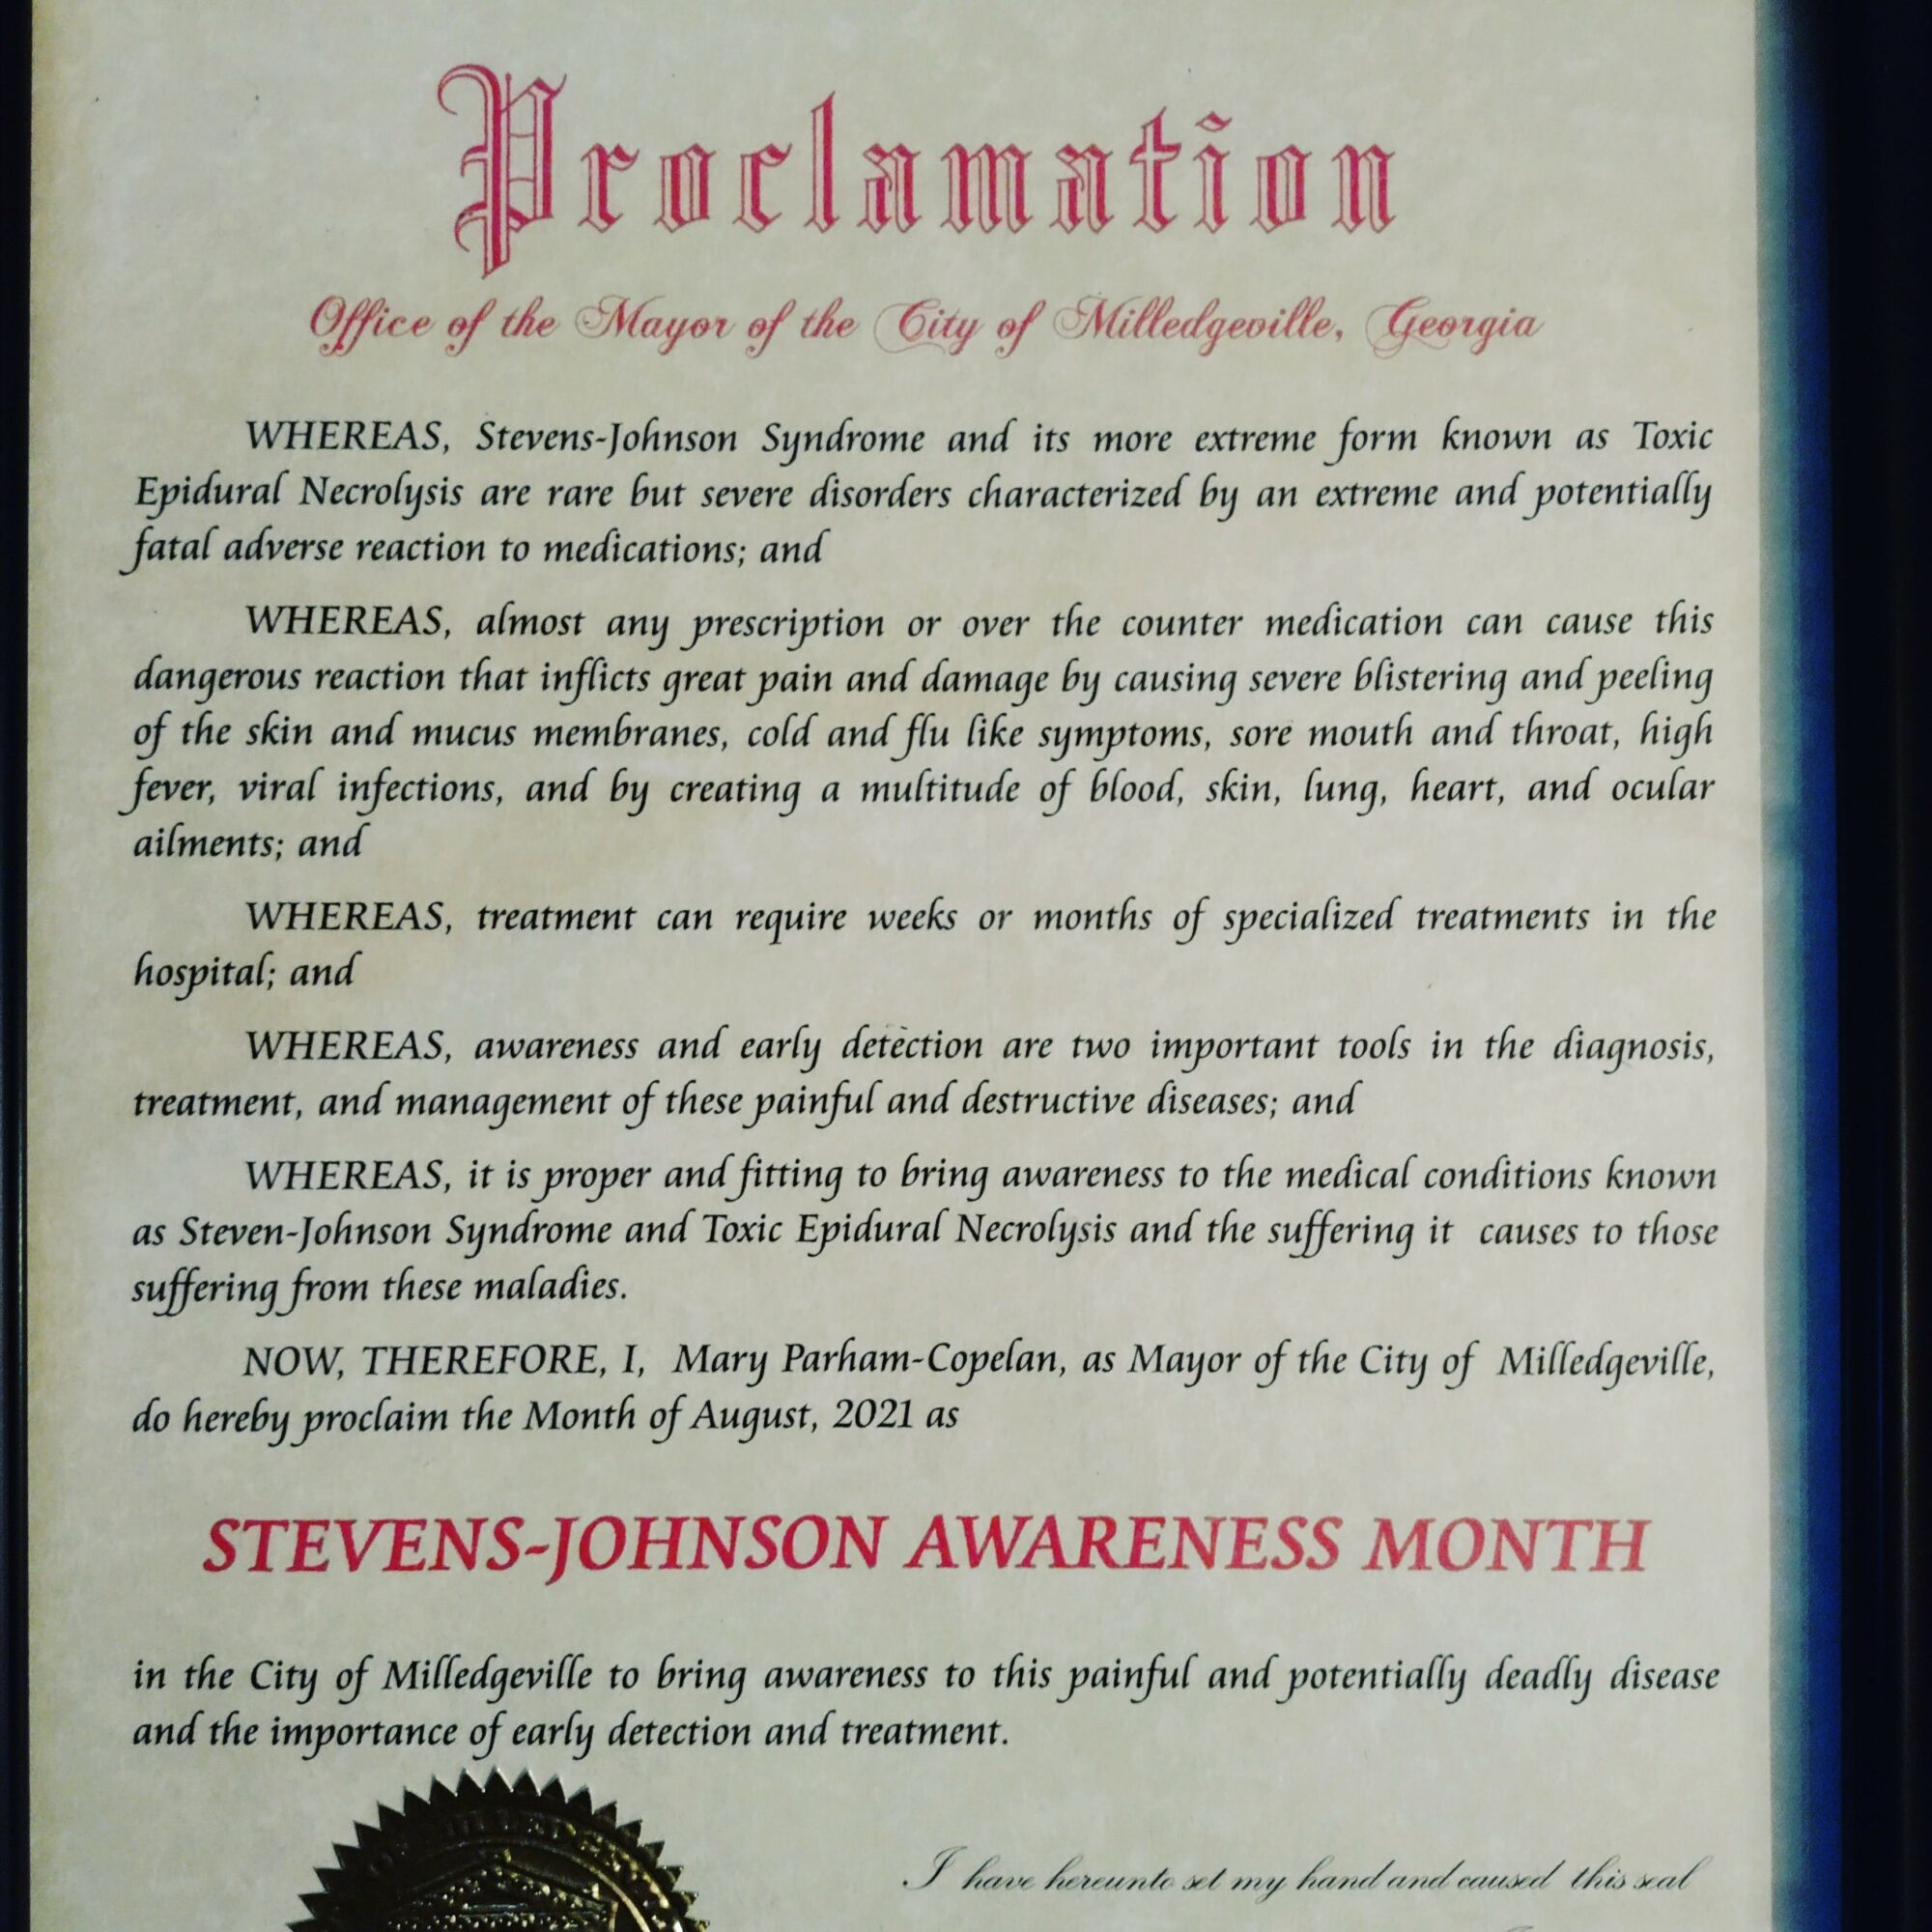 Proclamation
Office of the Mayor of the City of Milledgeville, Georgia
WHEREAS, Stevens-Johnson Syndrome and its more extreme form known as Toxic
Epidural Necrolysis are rare but severe disorders characterized by an extreme and potentially
fatal adverse reaction to medications; and
WHEREAS, almost any prescription or over the counter medication can cause this
dangerous reaction that inflicts great pain and damage by causing severe blistering and peeling
of the skin and mucus membranes, cold and flu like symptoms, sore mouth and throat, high
fever, viral infections, and by creating a multitude of blood, skin, lung, heart, and ocular
ailments; and
WHEREAS, treatment can require weeks or months of specialized treatments in the
hospital; and
WHEREAS, awareness and early detection are two important tools in the diagnosis,
treatment, and management of these painful and destructive diseases; and
WHEREAS, it is proper and fitting to bring awareness to the medical conditions known
as Steven-Johnson Syndrome and Toxic Epidural Necrolysis and the suffering it causes to those
suffering from these maladies.
NOW, THEREFORE, I, Mary Parham-Copelan, as Mayor of the City of Milledgeville,
do hereby proclaim the Month of August, 2021 as
STEVENS-JOHNSON AWARENESS MONTH
in the City of Milledgeville to bring awareness to this painful and potentially deadly disease
and the importance of early detection and treatment.
I have hereunto set my hand and caused this seal